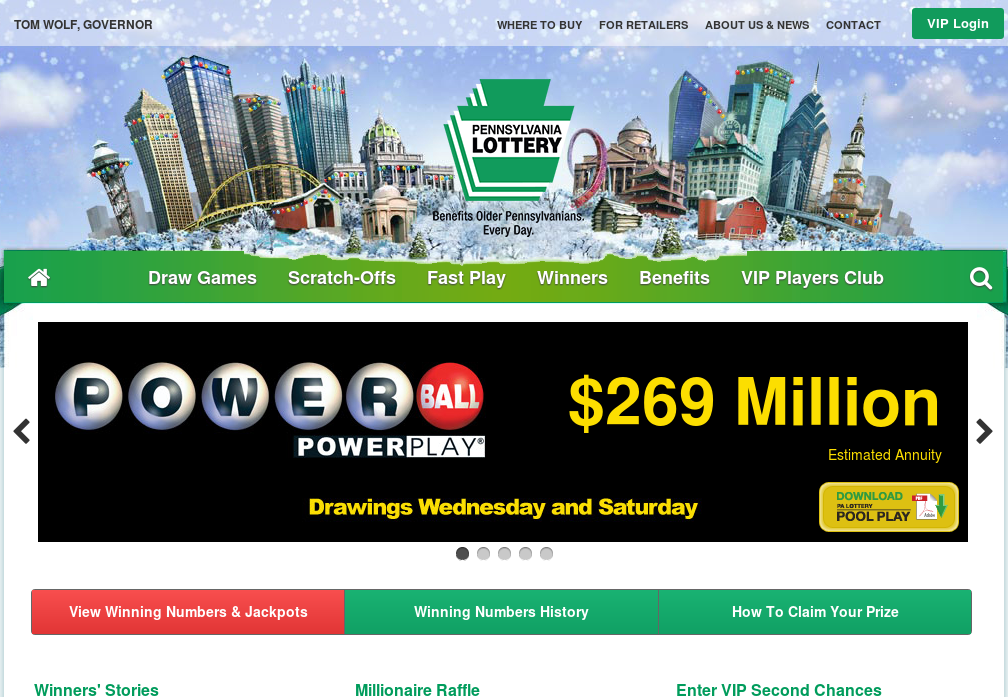 TOM WOLF, GOVERNOR
WHERE TO BUY
FOR RETAILERS
ABOUT US & NEWS
CONTACT
VIP Login
PENNSYLVANIA
LOTTERY
Benefits Older Pennsylvanians.
Every Day.
Draw Games
Scratch-Offs
Fast Play
Winners
Benefits
VIP Players Club
POWERBALL
POWERPLAY®
$269 Million
Estimated Annuity
Drawings Wednesday and Saturday
DOWNLOAD
PA LOTTERY
POOL PLAY
PDF
Adobe
View Winning Numbers & Jackpots
Winning Numbers History
How To Claim Your Prize
Winners' Stories
Millionaire Raffle
Enter VIP Second Chances